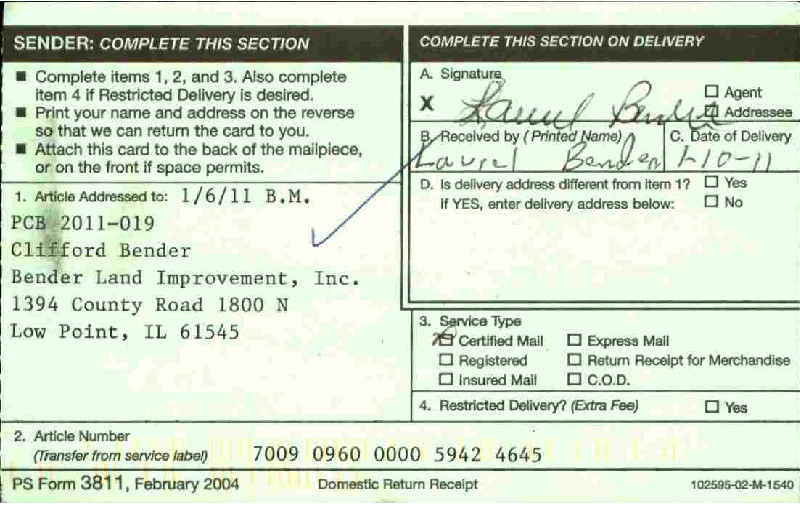 SENDER: COMPLETE THIS SECTION
■ Complete items 1, 2, and 3. Also complete
item 4 if Restricted Delivery is desired.
■ Print your name and address on the reverse
so that we can return the card to you.
■ Attach this card to the back of the mailpiece,
or on the front if space permits.
1. Article Addressed to: 1/6/11 B.M.
PCB 2011-019
Clifford Bender
Bender Land Improvement, Inc.
1394 County Road 1800 N
Low Point, IL 61545
COMPLETE THIS SECTION ON DELIVERY
A. Signature
X Laurel Bender
☐ Agent
☐ Addressee
B. Received by (Printed Name)
C. Date of Delivery
Laurel Bender 1-10-11
D. Is delivery address different from item 1? ☐ Yes
If YES, enter delivery address below: ☐ No
3. Service Type
☒ Certified Mail ☐ Express Mail
☐ Registered ☐ Return Receipt for Merchandise
☐ Insured Mail ☐ C.O.D.
4. Restricted Delivery? (Extra Fee) ☐ Yes
2. Article Number
(Transfer from service label) 7009 0960 0000 5942 4645
PS Form 3811, February 2004 Domestic Return Receipt 102595-02-M-1540